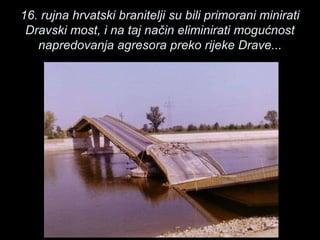 16. rujna hrvatski branitelji su bili primorani minirati
Dravski most, i na taj način eliminirati mogućnost
napredovanja agresora preko rijeke Drave...